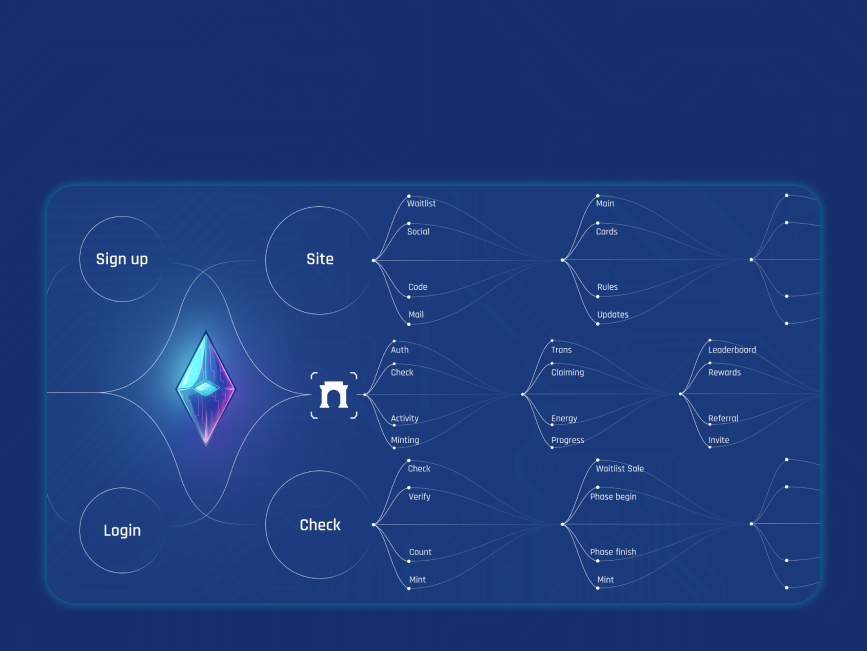 Sign up
Site
Waitlist
Social
Code
Mail
Main
Cards
Rules
Updates
Auth
Check
Activity
Minting
Trans
Claiming
Energy
Progress
Leaderboard
Rewards
Referral
Invite
Login
Check
Check
Verify
Count
Mint
Waitlist Sale
Phase begin
Phase finish
Mint